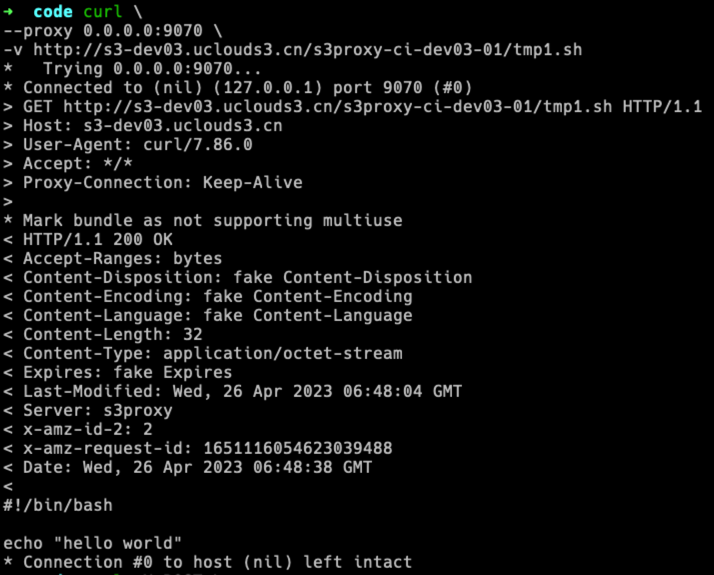 ➜  code curl \
--proxy 0.0.0.0:9070 \
-v http://s3-dev03.uclouds3.cn/s3proxy-ci-dev03-01/tmp1.sh
*   Trying 0.0.0.0:9070...
* Connected to (nil) (127.0.0.1) port 9070 (#0)
> GET http://s3-dev03.uclouds3.cn/s3proxy-ci-dev03-01/tmp1.sh HTTP/1.1
> Host: s3-dev03.uclouds3.cn
> User-Agent: curl/7.86.0
> Accept: */*
> Proxy-Connection: Keep-Alive
>
* Mark bundle as not supporting multiuse
< HTTP/1.1 200 OK
< Accept-Ranges: bytes
< Content-Disposition: fake Content-Disposition
< Content-Encoding: fake Content-Encoding
< Content-Language: fake Content-Language
< Content-Length: 32
< Content-Type: application/octet-stream
< Expires: fake Expires
< Last-Modified: Wed, 26 Apr 2023 06:48:04 GMT
< Server: s3proxy
< x-amz-id-2: 2
< x-amz-request-id: 1651116054623039488
< Date: Wed, 26 Apr 2023 06:48:38 GMT
<
#!/bin/bash

echo "hello world"
* Connection #0 to host (nil) left intact